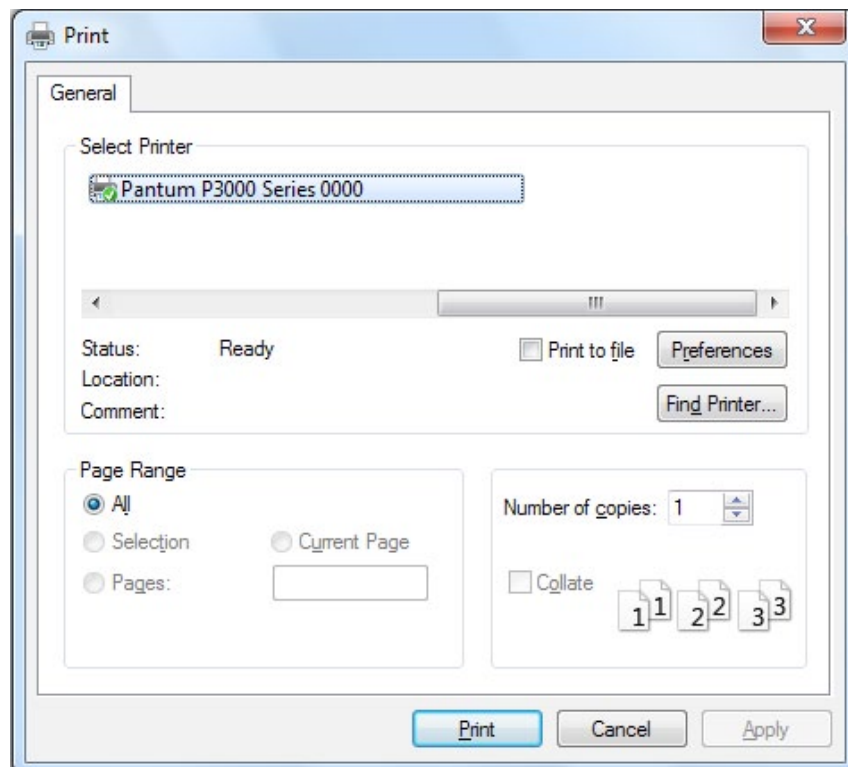 Print
General
Select Printer
Pantum P3000 Series 0000
Status: Ready
Print to file
Preferences
Location:
Comment:
Find Printer...
Page Range
All
Selection
Current Page
Pages:
Number of copies: 1
Collate
1 1 2 2 3 3
Print
Cancel
Apply